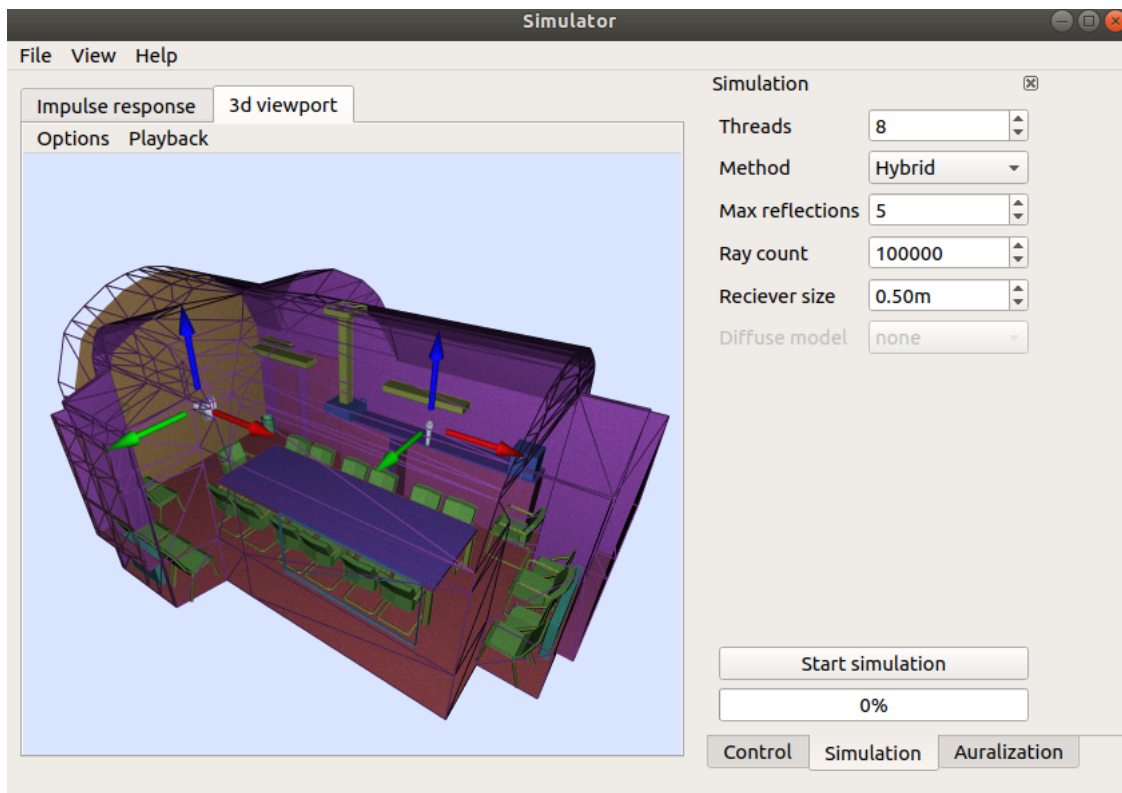 Simulator
File View Help
Impulse response 3d viewport
Options Playback
Simulation
Threads 8
Method Hybrid
Max reflections 5
Ray count 100000
Reciever size 0.50m
Diffuse model none
Start simulation
0%
Control Simulation Auralization